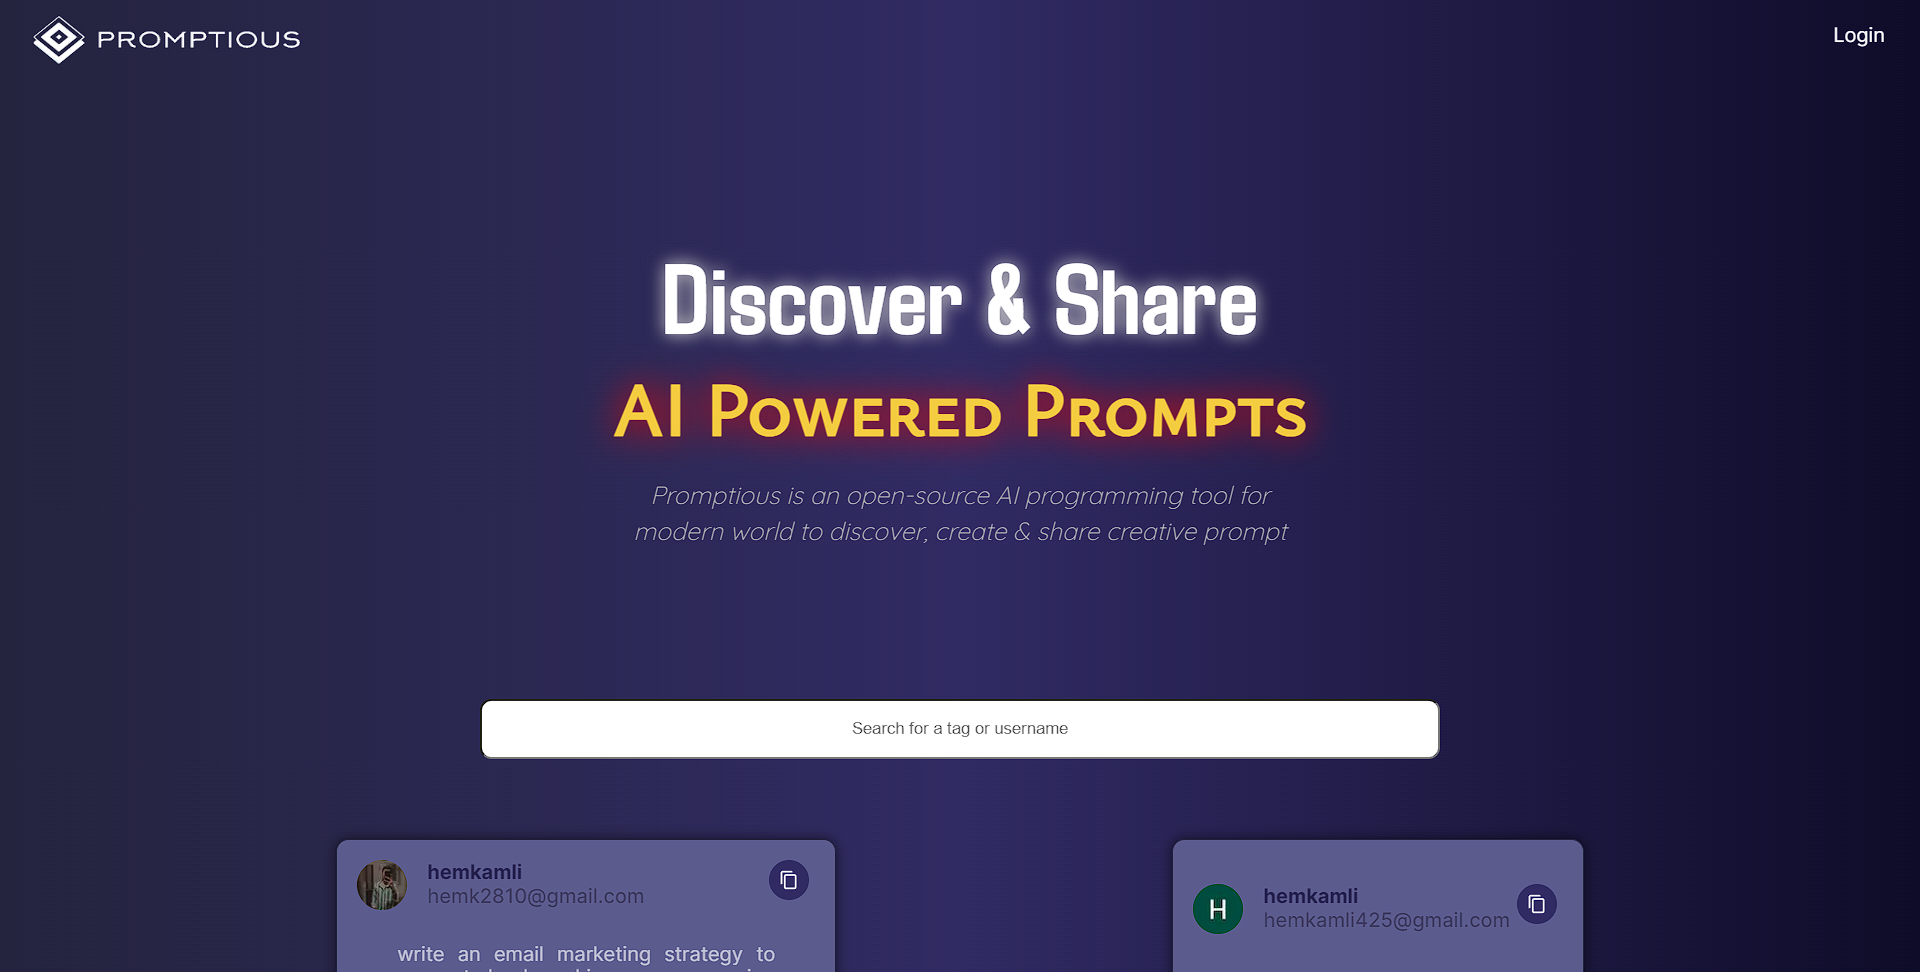 PROMPTIOUS
Login
Discover & Share
AI Powered Prompts
Promptious is an open-source AI programming tool for
modern world to discover, create & share creative prompt
Search for a tag or username
hemkamli
hemk2810@gmail.com
write an email marketing strategy to
H
hemkamli
hemkamli425@gmail.com